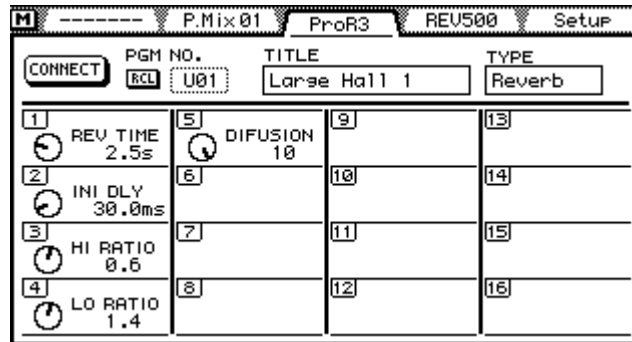 M ------- P.Mix01 ProR3 REV500 Setup
CONNECT PGM NO. TITLE TYPE
RCL U01 Large Hall 1 Reverb
1 REV TIME 2.5s
2 INI DLY 30.0ms
3 HI RATIO 0.6
4 LO RATIO 1.4
5 DIFUSION 10
6
7
8
9
10
11
12
13
14
15
16